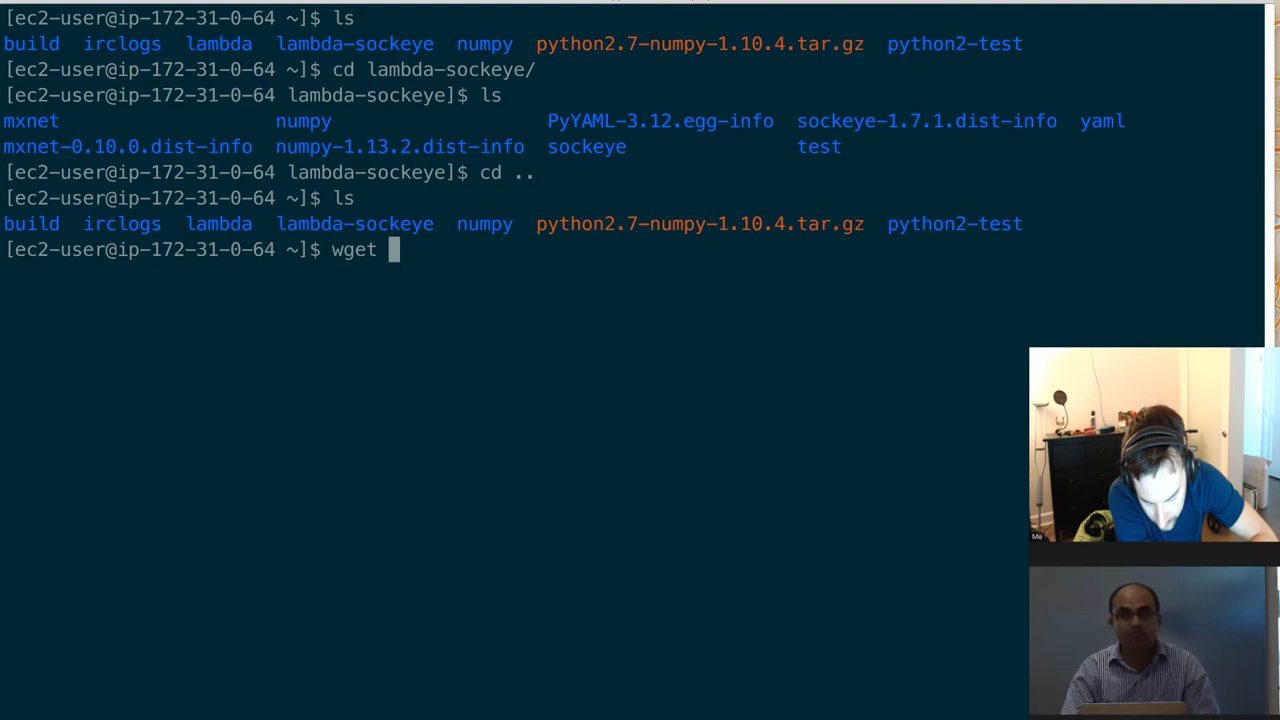 [ec2-user@ip-172-31-0-64 ~]$ ls
build irclogs lambda lambda-sockeye numpy python2.7-numpy-1.10.4.tar.gz python2-test
[ec2-user@ip-172-31-0-64 ~]$ cd lambda-sockeye/
[ec2-user@ip-172-31-0-64 lambda-sockeye]$ ls
mxnet numpy PyYAML-3.12.egg-info sockeye-1.7.1.dist-info yaml
mxnet-0.10.0.dist-info numpy-1.13.2.dist-info sockeye test
[ec2-user@ip-172-31-0-64 lambda-sockeye]$ cd ..
[ec2-user@ip-172-31-0-64 ~]$ ls
build irclogs lambda lambda-sockeye numpy python2.7-numpy-1.10.4.tar.gz python2-test
[ec2-user@ip-172-31-0-64 ~]$ wget
Me